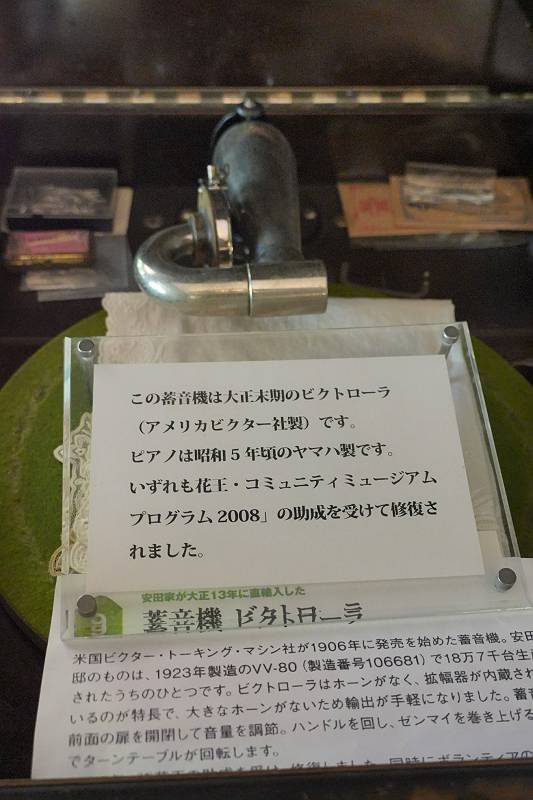 この蓄音機は大正末期のビクトローラ
（アメリカビクター社製）です。
ピアノは昭和5年頃のヤマハ製です。
いずれも花王・コミュニティミュージアム
プログラム2008」の助成を受けて修復さ
れました。
安田家が大正13年に直輸入した
蓄音機 ビクトローラ
米国ビクター・トーキング・マシン社が1906年に発売を始めた蓄音機。安田
邸のものは、1923年製造のVV-80（製造番号106681）で18万7千台生産
されたうちのひとつです。ビクトローラはホーンがなく、拡幅器が内蔵され
ているのが特長で、大きなホーンがないため輸出が手軽になりました。蓄
前面の扉を開閉して音量を調節。ハンドルを回し、ゼンマイを巻き上げる
でターンテーブルが回転します。